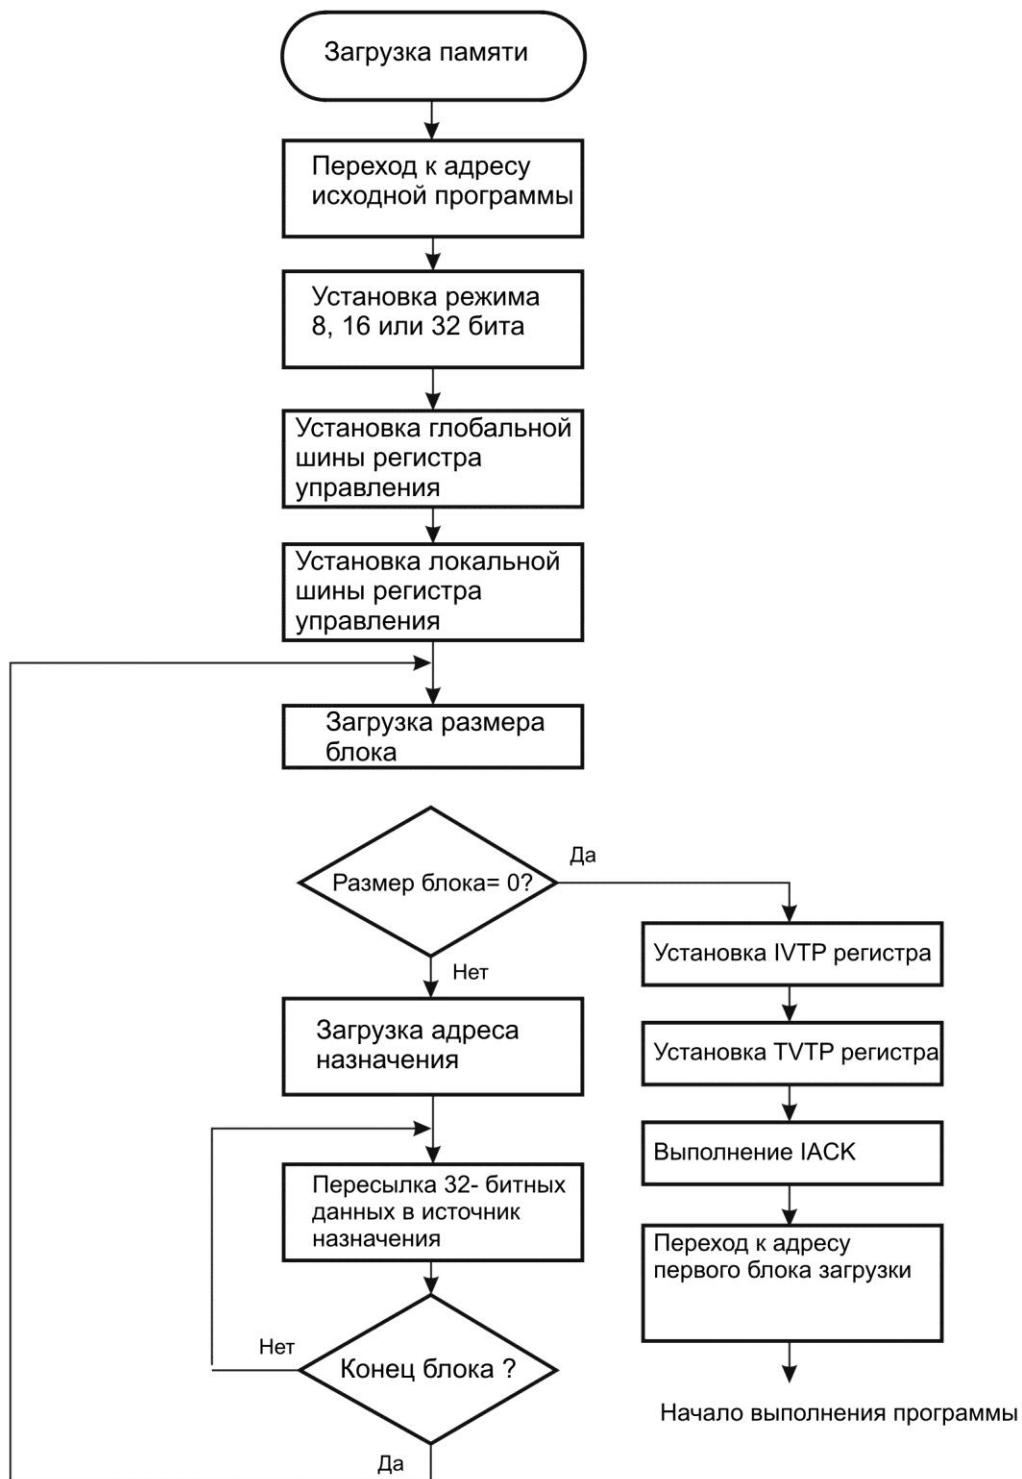 Загрузка памяти
Переход к адресу
исходной программы
Установка режима
8, 16 или 32 бита
Установка глобальной
шины регистра
управления
Установка локальной
шины регистра
управления
Загрузка размера
блока
Размер блока= 0?
Да
Нет
Установка IVTP регистра
Загрузка адреса
назначения
Установка TVTP регистра
Выполнение IACK
Пересылка 32- битных
данных в источник
назначения
Переход к адресу
первого блока загрузки
Конец блока ?
Нет
Да
Начало выполнения программы